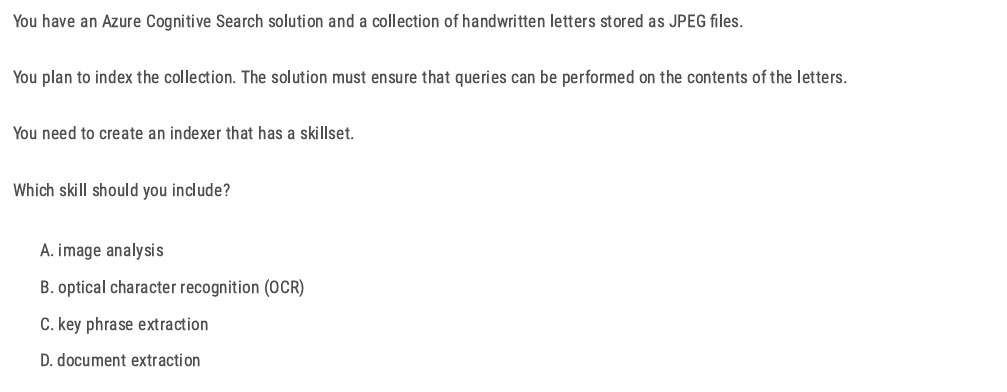 You have an Azure Cognitive Search solution and a collection of handwritten letters stored as JPEG files.
You plan to index the collection. The solution must ensure that queries can be performed on the contents of the letters.
You need to create an indexer that has a skillset.
Which skill should you include?
A. image analysis
B. optical character recognition (OCR)
C. key phrase extraction
D. document extraction